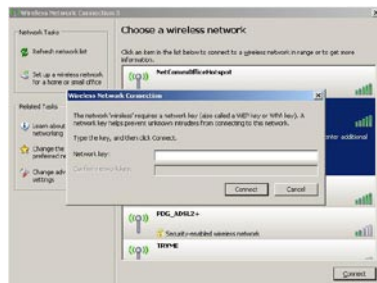 Wireless Network Connection 3
Network Tasks
Refresh network list
Set up a wireless network
for a home or small office
Related Tasks
Learn about
networking
Change the
preferred
Change
settings
Choose a wireless network
Click an item in the list below to connect to a wireless network in range or to get more
information.
NetCommOfficeHotspot
Wireless Network Connection
The network 'wireless' requires a network key (also called a WEP key or WPA key). A
network key helps prevent unknown intruders from connecting to this network.
Type the key, and then click Connect.
Network key:
Confirm network key:
Connect
Cancel
additional
PDG_ADSL2+
Security-enabled wireless network
TRYME
Connect